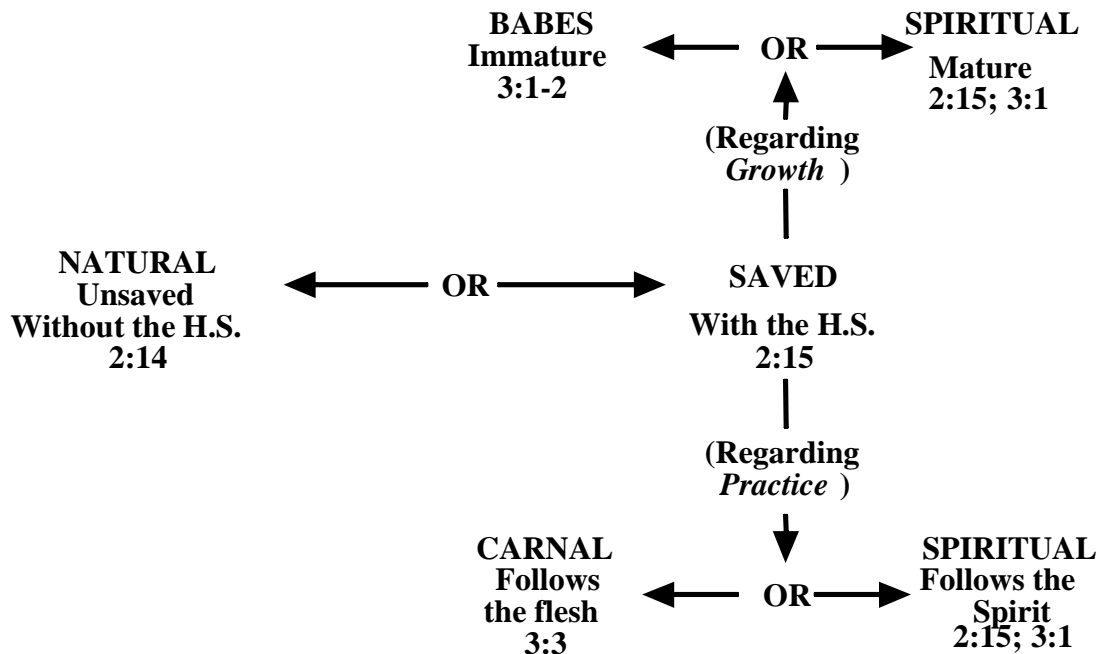 BABES
Immature
3:1-2
OR
SPIRITUAL
Mature
2:15; 3:1
(Regarding
Growth )
NATURAL
Unsaved
Without the H.S.
2:14
OR
SAVED
With the H.S.
2:15
(Regarding
Practice )
CARNAL
Follows
the flesh
3:3
OR
SPIRITUAL
Follows the
Spirit
2:15; 3:1